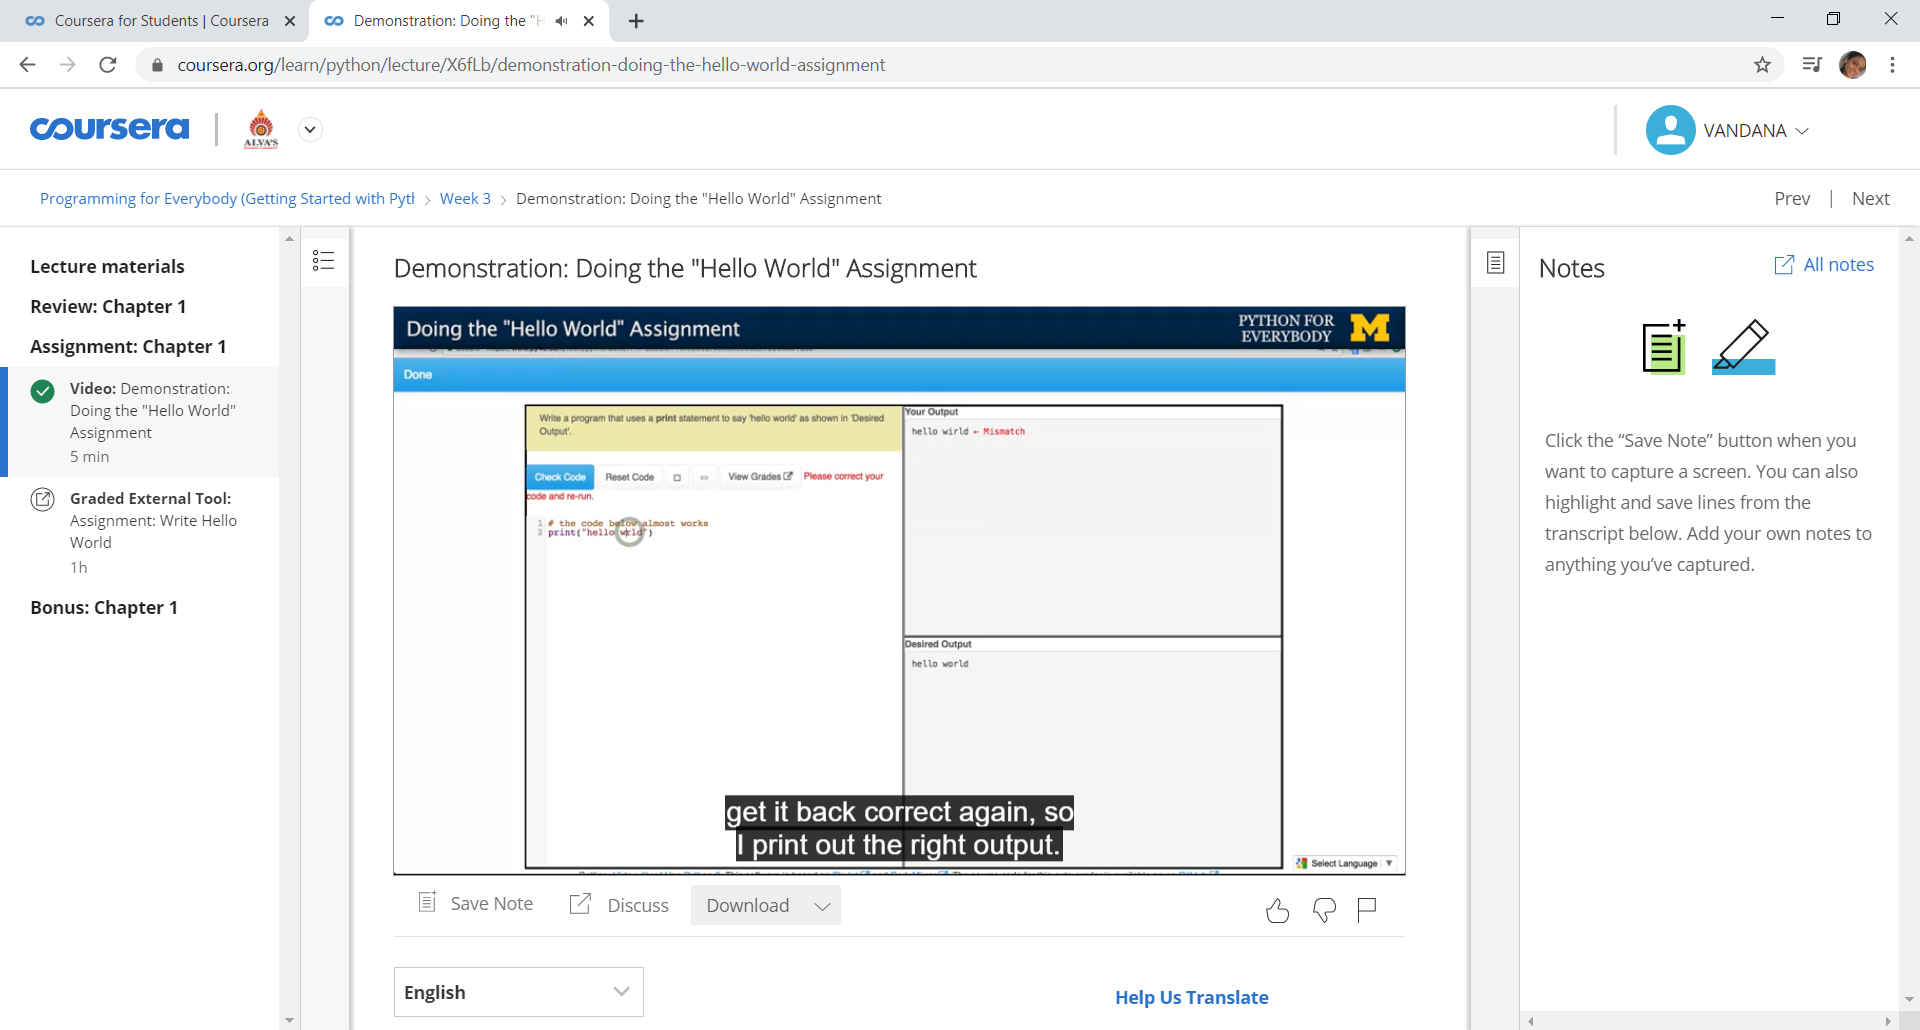 Coursera for Students | Coursera
Demonstration: Doing the "H
coursera.org/learn/python/lecture/X6fLb/demonstration-doing-the-hello-world-assignment
coursera
ALVA'S
VANDANA
Programming for Everybody (Getting Started with Pyth
Week 3
Demonstration: Doing the "Hello World" Assignment
Prev | Next
Lecture materials
Review: Chapter 1
Assignment: Chapter 1
Video: Demonstration:
Doing the "Hello World"
Assignment
5 min
Graded External Tool:
Assignment: Write Hello
World
1h
Bonus: Chapter 1
Demonstration: Doing the "Hello World" Assignment
Doing the "Hello World" Assignment
PYTHON FOR
EVERYBODY
M
Done
Write a program that uses a print statement to say 'hello world' as shown in 'Desired
Output'.
Check Code
Reset Code
View Grades
Please correct your
code and re-run.
1 # the code below almost works
2 print("hello wrld")
Your Output
hello wirld ← Mismatch
Desired Output
hello world
get it back correct again, so
I print out the right output.
Select Language
Save Note
Discuss
Download
English
Help Us Translate
Notes
All notes
Click the “Save Note” button when you
want to capture a screen. You can also
highlight and save lines from the
transcript below. Add your own notes to
anything you’ve captured.